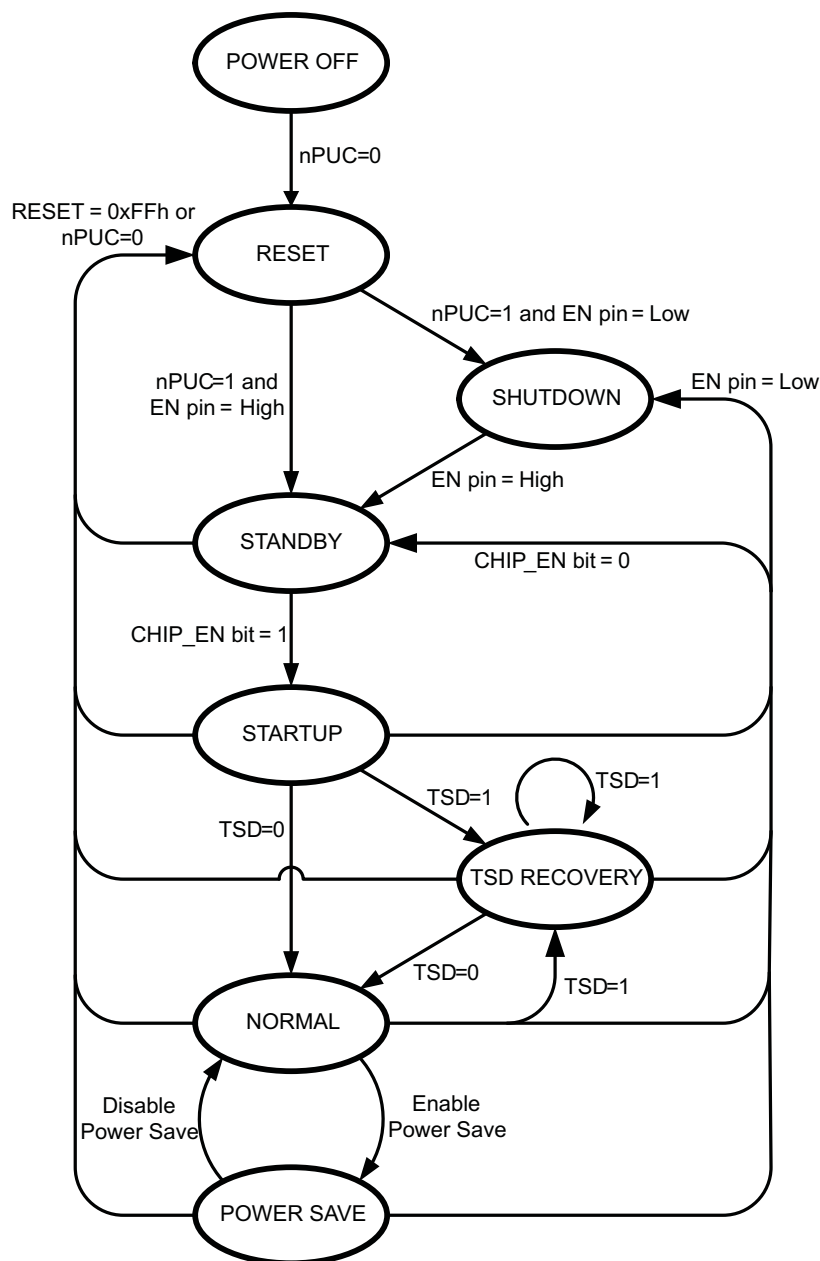 POWER OFF
nPUC=0
RESET = 0xFFh or
nPUC=0
RESET
nPUC=1 and EN pin = Low
nPUC=1 and
EN pin = High
SHUTDOWN
EN pin = Low
EN pin = High
STANDBY
CHIP_EN bit = 0
CHIP_EN bit = 1
STARTUP
TSD=1
TSD=1
TSD=0
TSD RECOVERY
TSD=0
TSD=1
NORMAL
Disable
Power Save
Enable
Power Save
POWER SAVE